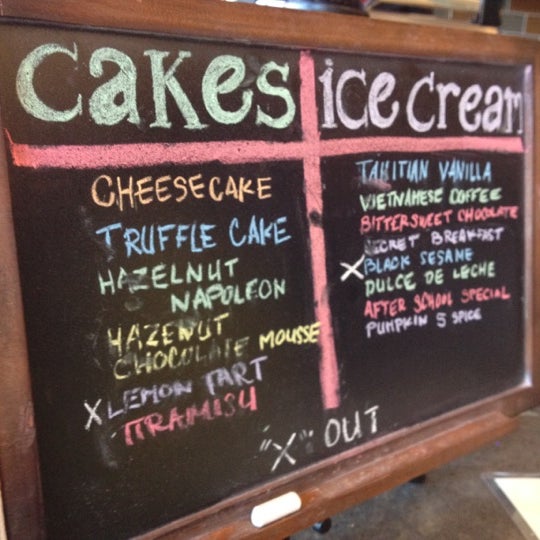 Cakes
CHEESECAKE
TRUFFLE CAKE
HAZELNUT
NAPOLEON
HAZENUT
CHOCOLATE MOUSSE
X LEMON TART
TIRAMISU
ice cream
TAHITIAN VANILLA
VIETNAMESE COFFEE
BITTERSWEET CHOCOLATE
SECRET BREAKFAST
X BLACK SESANE
DULCE DE LECHE
AFTER SCHOOL SPECIAL
PUMPKIN 5 SPICE
"X" OUT